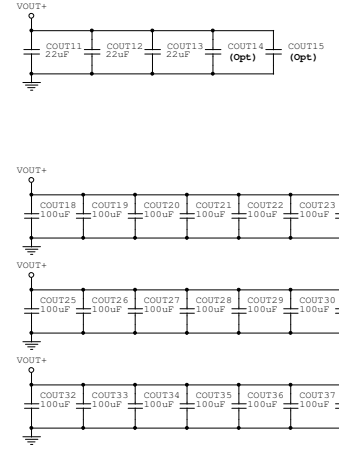 VOUT+
COUT11 COUT12 COUT13 COUT14 COUT15
22uF 22uF 22uF (Opt) (Opt)
VOUT+
COUT18 COUT19 COUT20 COUT21 COUT22 COUT23
100uF 100uF 100uF 100uF 100uF 100uF
VOUT+
COUT25 COUT26 COUT27 COUT28 COUT29 COUT30
100uF 100uF 100uF 100uF 100uF 100uF
VOUT+
COUT32 COUT33 COUT34 COUT35 COUT36 COUT37
100uF 100uF 100uF 100uF 100uF 100uF